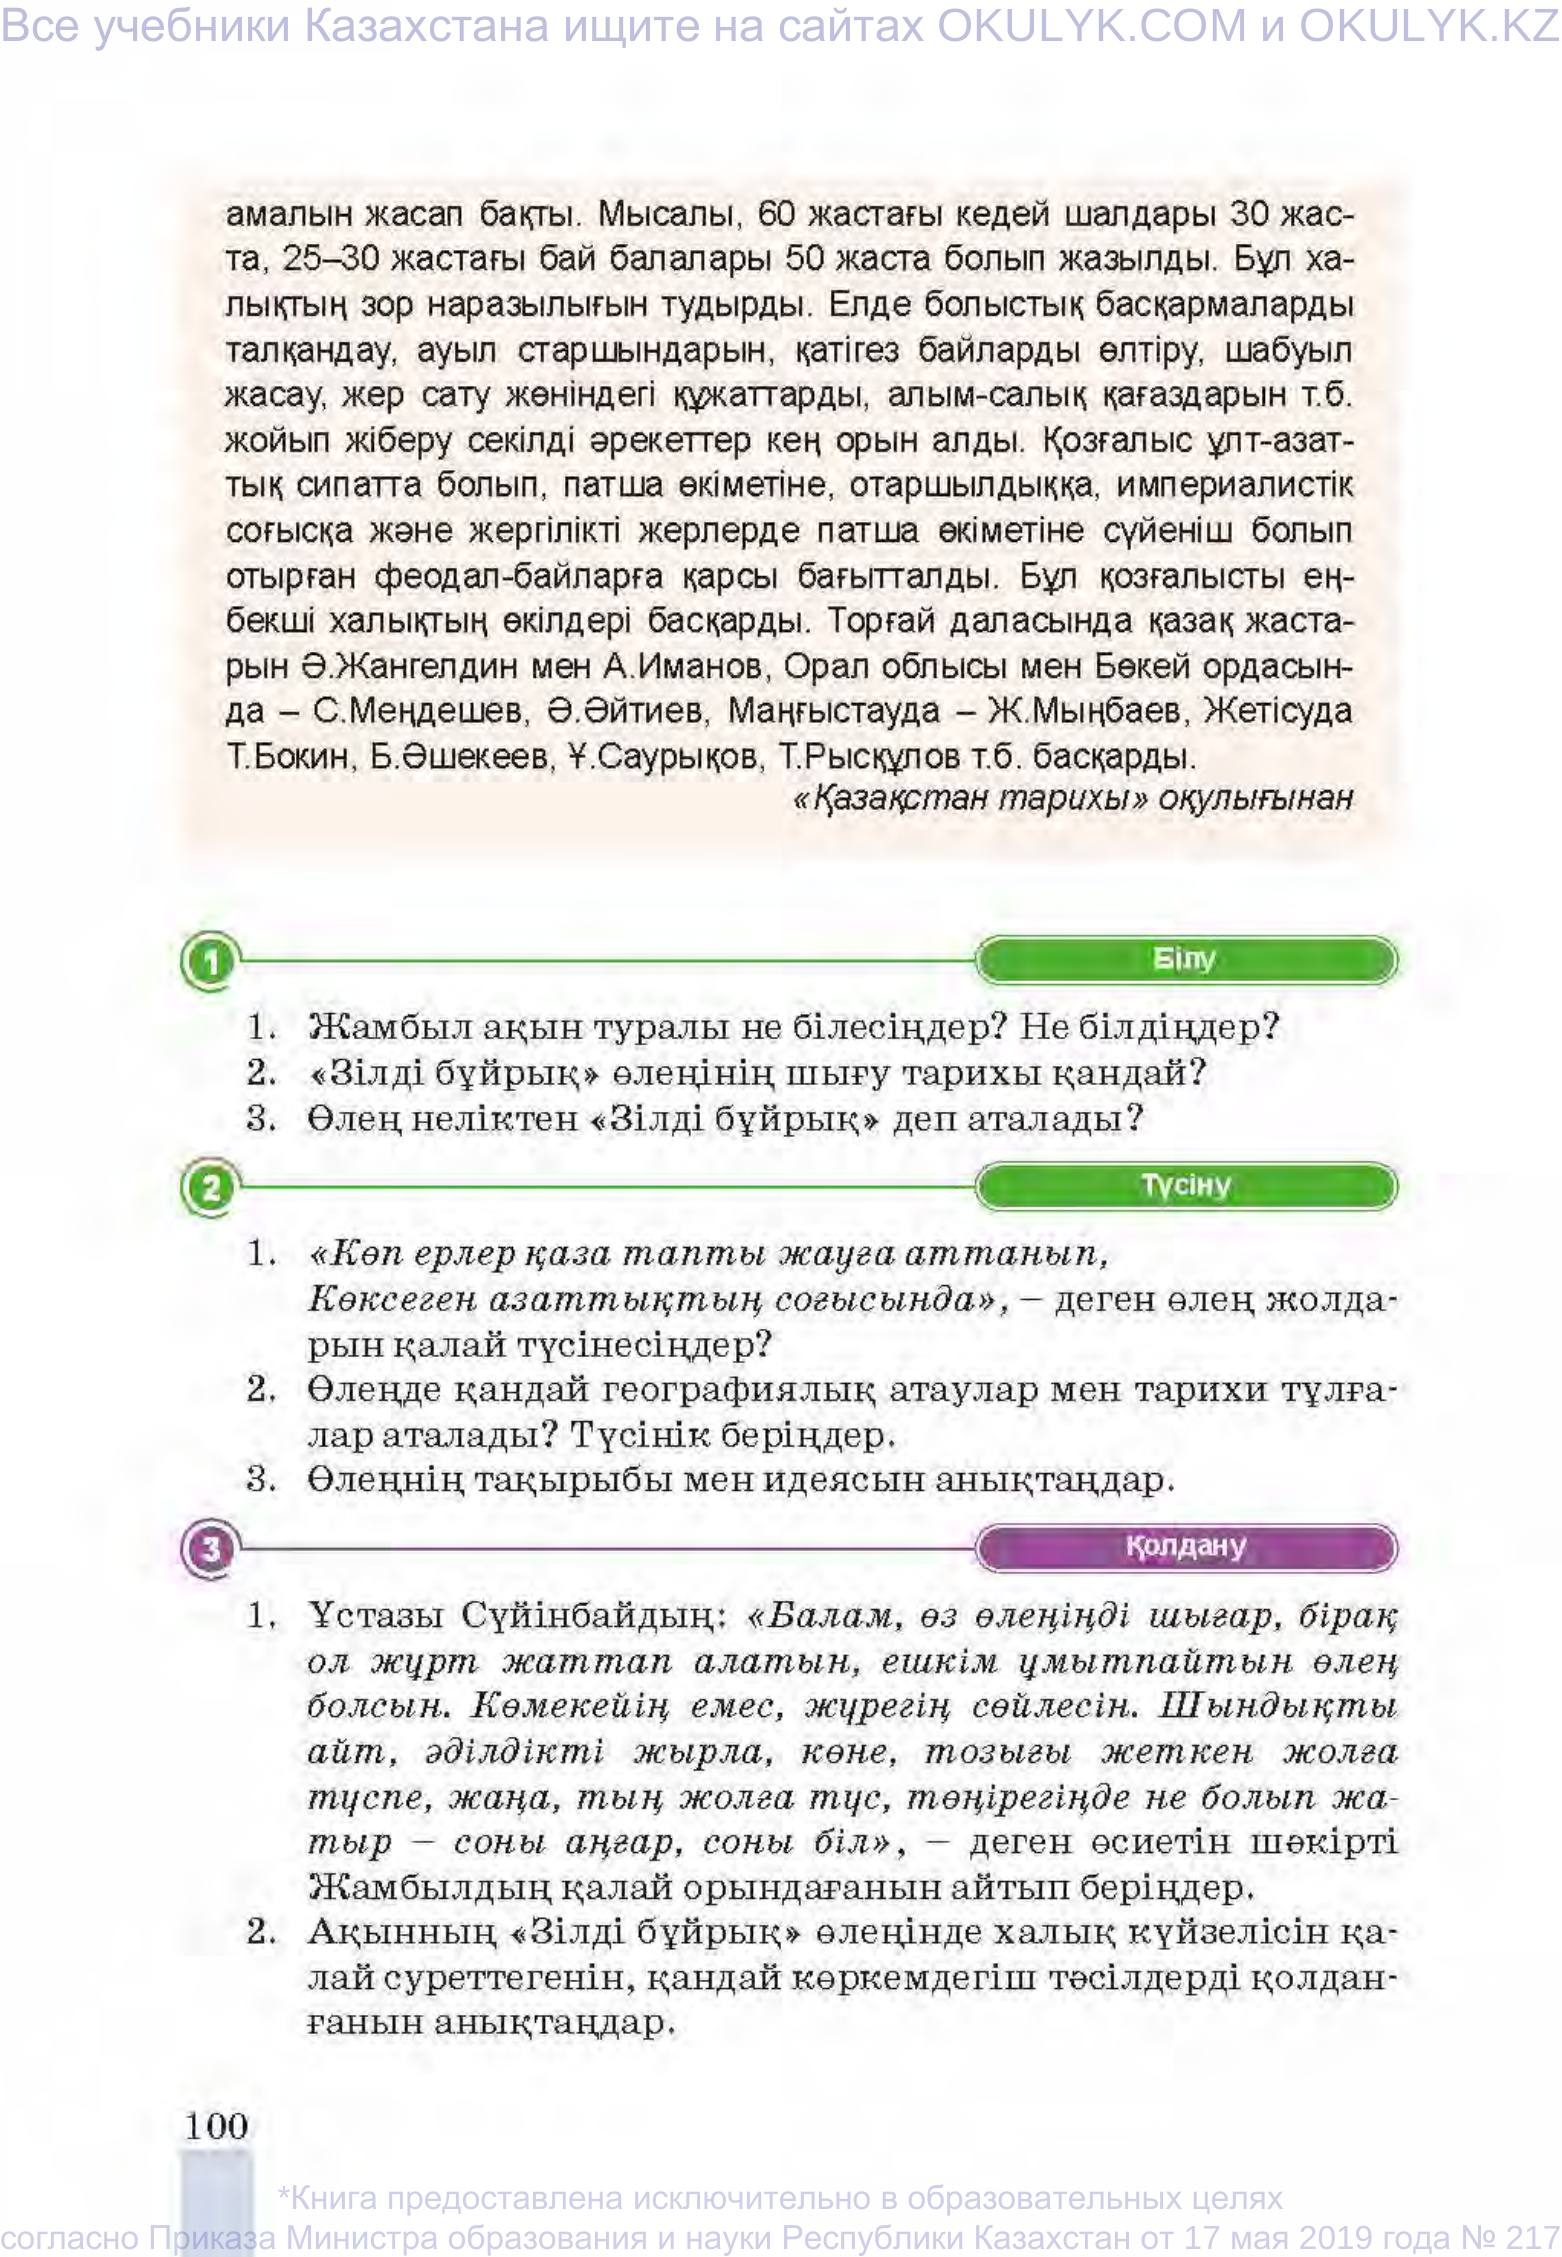 Все учебники Казахстана ищите на сайтах OKULYK.COM и OKULYK.KZ
амалын жасап бақты. Мысалы, 60 жастағы кедей шалдары 30 жас-
та, 25–30 жастағы бай балалары 50 жаста болып жазылды. Бұл ха-
лықтың зор наразылығын тудырды. Елде болыстық басқармаларды
талқандау, ауыл старшындарын, қатігез байларды өлтіру, шабуыл
жасау, жер сату жөніндегі құжаттарды, алым-салық қағаздарын т.б.
жойып жіберу секілді әрекеттер кең орын алды. Қозғалыс ұлт-азат-
тық сипатта болып, патша өкіметіне, отаршылдыққа, империалистік
соғысқа және жергілікті жерлерде патша өкіметіне сүйеніш болып
отырған феодал-байларға қарсы бағытталды. Бұл қозғалысты ең-
бекші халықтың өкілдері басқарды. Торғай даласында қазақ жаста-
рын Ә.Жангелдин мен А.Иманов, Орал облысы мен Бөкей ордасын-
да – С.Меңдешев, Ә.Әйтиев, Маңғыстауда – Ж.Мыңбаев, Жетісуда
Т.Бокин, Б.Әшекеев, Ұ.Саурықов, Т.Рысқұлов т.б. басқарды.
«Қазақстан тарихы» оқулығынан
1 Білу
1. Жамбыл ақын туралы не білесіңдер? Не білдіңдер?
2. «Зілді бұйрық» өлеңінің шығу тарихы қандай?
3. Өлең неліктен «Зілді бұйрық» деп аталады?
2 Түсіну
1. «Көп ерлер қаза тапты жауға аттанып,
Көксеген азаттықтың соғысында», – деген өлең жолда-
рын қалай түсінесіңдер?
2. Өлеңде қандай географиялық атаулар мен тарихи тұлға-
лар аталады? Түсінік беріңдер.
3. Өлеңнің тақырыбы мен идеясын анықтаңдар.
3 Қолдану
1. Ұстазы Сүйінбайдың: «Балам, өз өлеңіңді шығар, бірақ
ол жұрт жаттап алатын, ешкім ұмытпайтын өлең
болсын. Көмекейің емес, жүрегің сөйлесін. Шындықты
айт, әділдікті жырла, көне, тозығы жеткен жолға
түспе, жаңа, тың жолға түс, төңірегіңде не болып жа-
тыр – соны аңғар, соны біл», – деген өсиетін шәкірті
Жамбылдың қалай орындағанын айтып беріңдер.
2. Ақынның «Зілді бұйрық» өлеңінде халық күйзелісін қа-
лай суреттегенін, қандай көркемдегіш тәсілдерді қолдан-
ғанын анықтаңдар.
100
*Книга предоставлена исключительно в образовательных целях
согласно Приказа Министра образования и науки Республики Казахстан от 17 мая 2019 года № 217